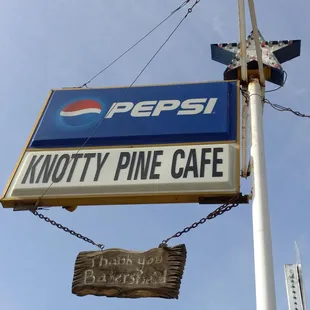 PEPSI
KNOTTY PINE CAFE
Thank you
Bakersfield